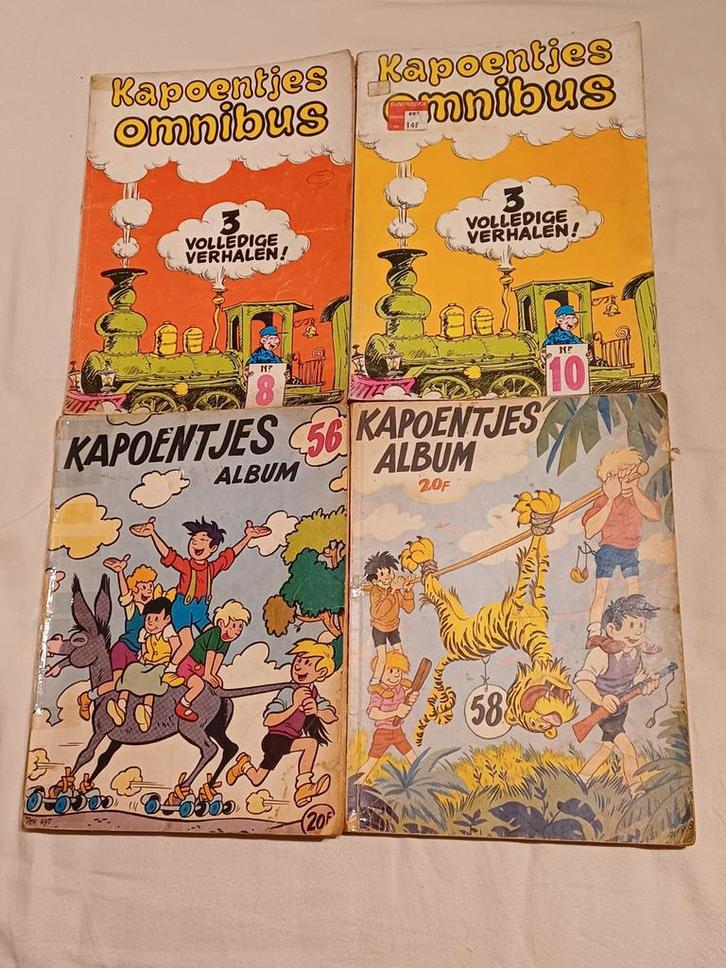 Kapoentjes
omnibus
3
VOLLEDIGE
VERHALEN!
Nr
8
Kapoentjes
omnibus
14F
3
VOLLEDIGE
VERHALEN!
Nr
10
KAPOENTJES
ALBUM
56
20F
KAPOENTJES
ALBUM
20F
58